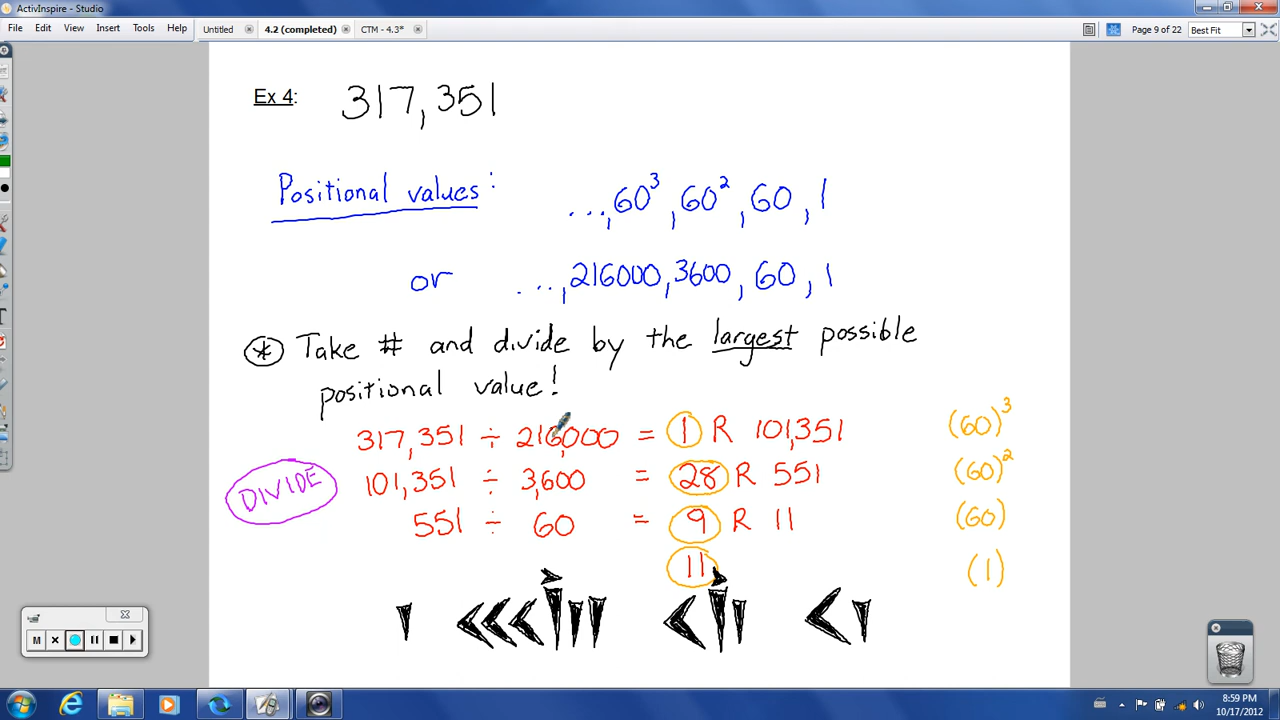 ActivInspire - Studio
File Edit View Insert Tools Help Untitled 4.2 (completed) CTM - 4.3* Page 9 of 22 Best Fit
Ex 4: 317,351
Positional values: ...,60³,60²,60,1
or ...,216000,3600,60,1
* Take # and divide by the largest possible
positional value!
317,351 ÷ 216,000 = 1 R 101,351 (60)³
DIVIDE 101,351 ÷ 3,600 = 28 R 551 (60)²
551 ÷ 60 = 9 R 11 (60)
11 (1)
M
8:59 PM
10/17/2012